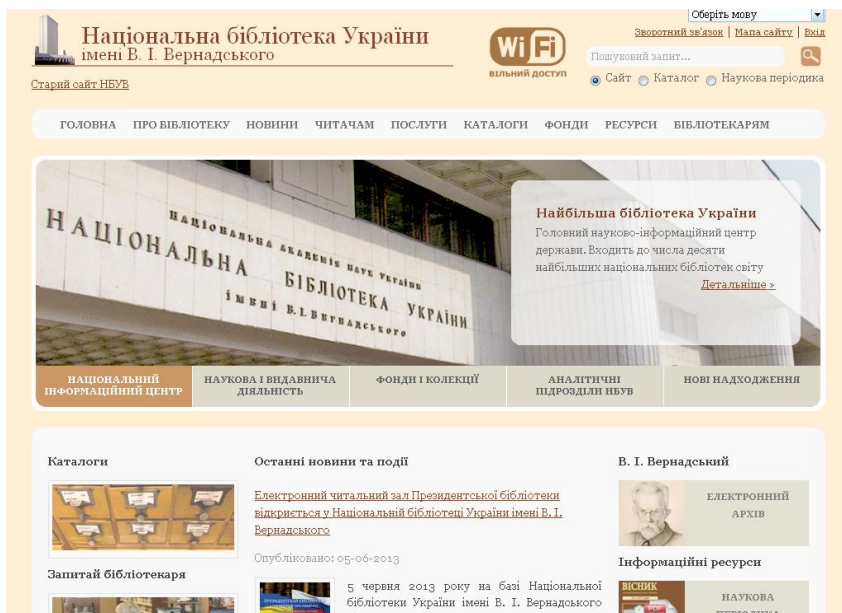 Оберіть мову
Національна бібліотека України
імені В. І. Вернадського
WiFi
вільний доступ
Зворотний зв'язок | Мапа сайту | Вхід
Пошуковий запит...
Сайт Каталог Наукова періодика
Старий сайт НБУВ
ГОЛОВНА ПРО БІБЛІОТЕКУ НОВИНИ ЧИТАЧАМ ПОСЛУГИ КАТАЛОГИ ФОНДИ РЕСУРСИ БІБЛІОТЕКАРЯМ
НАЦІОНАЛЬНА АКАДЕМІЯ НАУК УКРАЇНИ
НАЦІОНАЛЬНА
БІБЛІОТЕКА УКРАЇНИ
ІМЕНІ В.І.ВЕРНАДСЬКОГО
Найбільша бібліотека України
Головний науково-інформаційний центр
держави. Входить до числа десяти
найбільших національних бібліотек світу
Детальніше »
НАЦІОНАЛЬНИЙ
ІНФОРМАЦІЙНИЙ ЦЕНТР
НАУКОВА І ВИДАВНИЧА
ДІЯЛЬНІСТЬ
ФОНДИ І КОЛЕКЦІЇ
АНАЛІТИЧНІ
ПІДРОЗДІЛИ НБУВ
НОВІ НАДХОДЖЕННЯ
Каталоги
Запитай бібліотекаря
Останні новини та події
Електронний читальний зал Президентської бібліотеки
відкриється у Національній бібліотеці України імені В. І.
Вернадського
Опубліковано: 05-06-2013
5 червня 2013 року на базі Національної
бібліотеки України імені В. І. Вернадського
В. І. Вернадський
ЕЛЕКТРОННИЙ
АРХІВ
Інформаційні ресурси
ВІСНИК
PDF
НАУКОВА
ПЕРІОДИКА